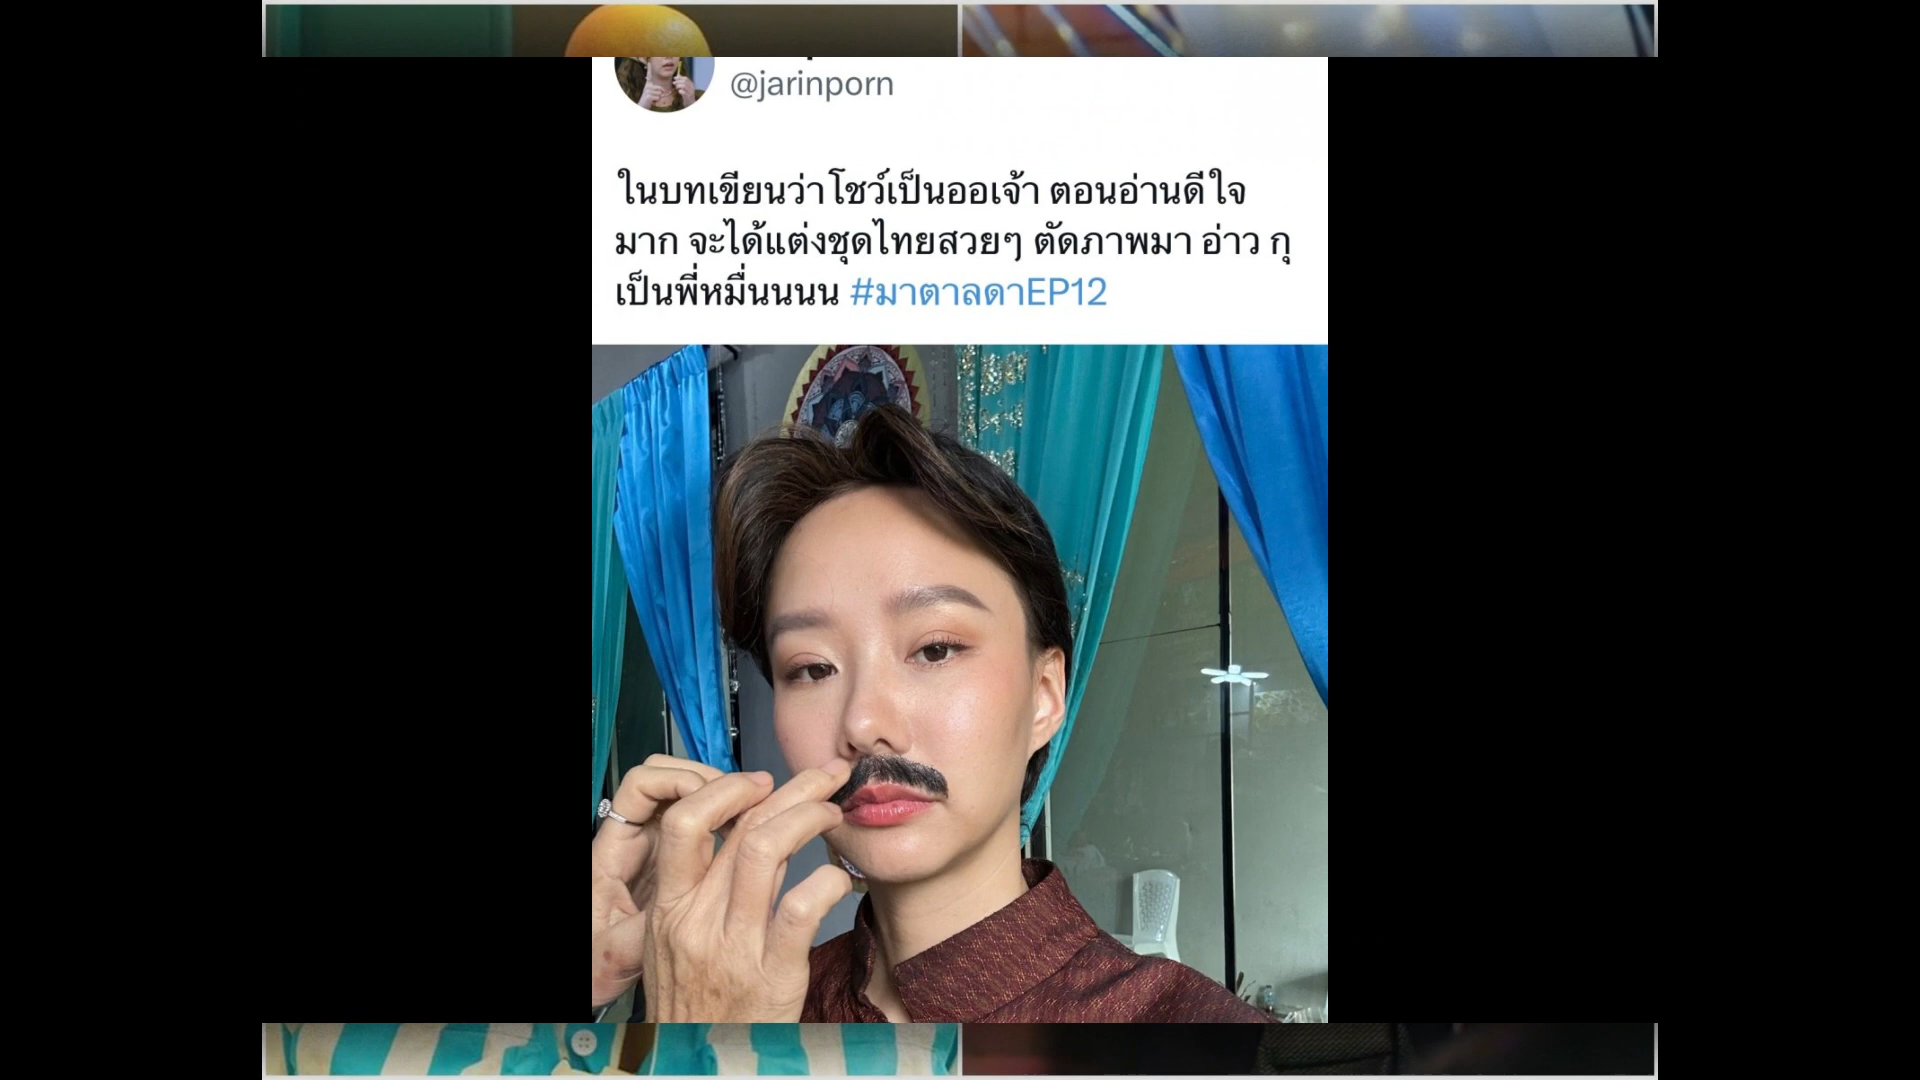 @jarinporn
ในบทเขียนว่าโชว์เป็นออเจ้า ตอนอ่านดีใจ
มาก จะได้แต่งชุดไทยสวยๆ ตัดภาพมา อ่าว กุ
เป็นพี่หมื่นนนน #มาตาลดาEP12